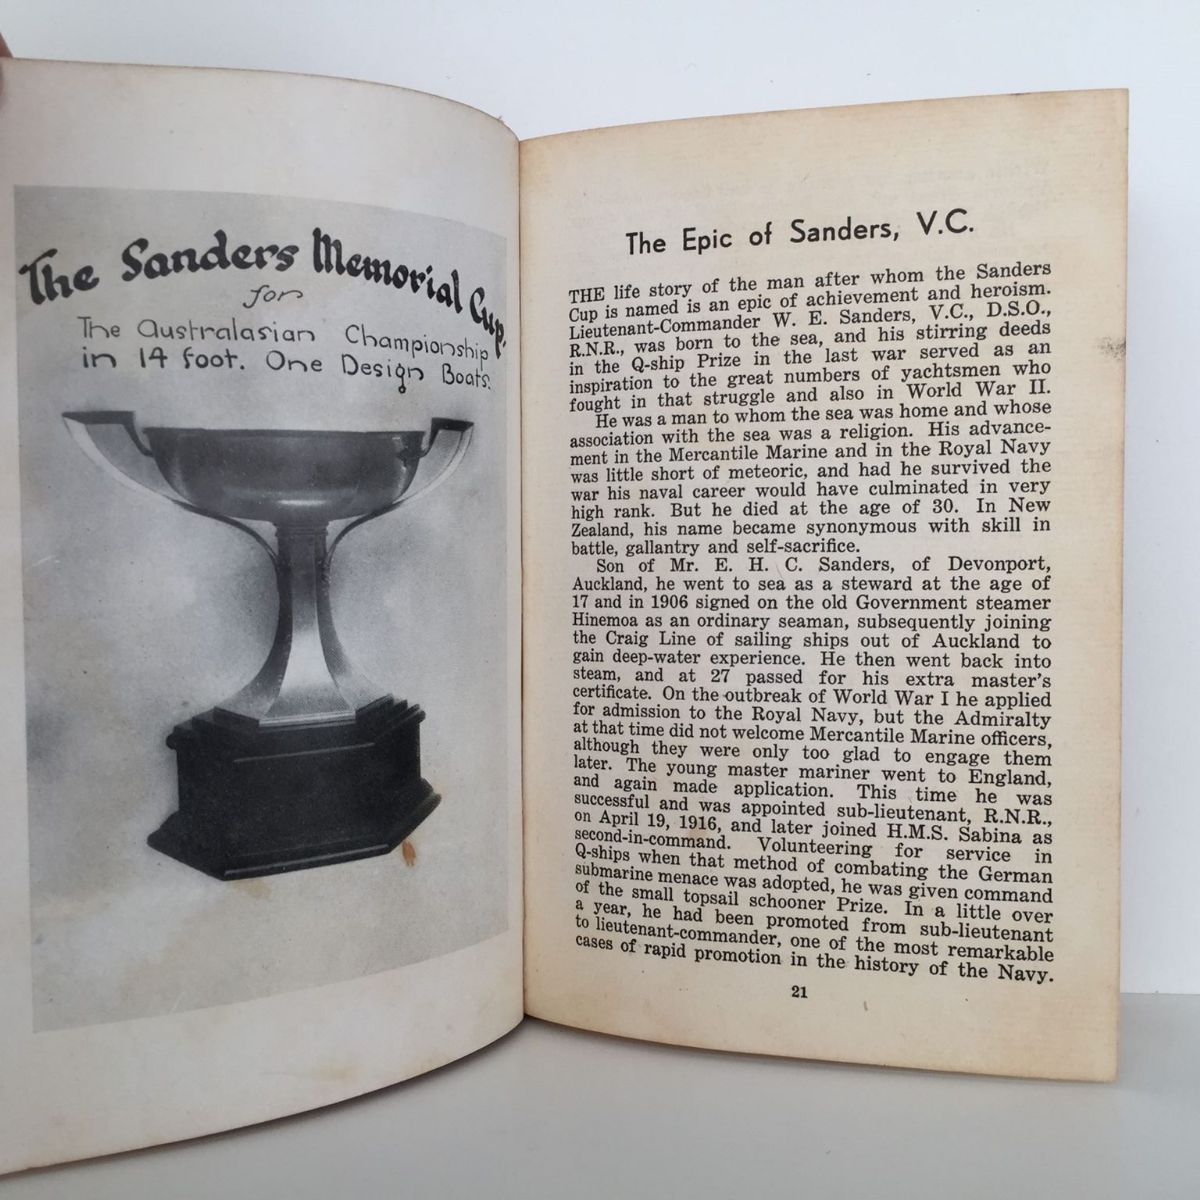 The Sanders Memorial Cup.
for
The Australasian Championship
in 14 foot. One Design Boats.
The Epic of Sanders, V.C.
THE life story of the man after whom the Sanders
Cup is named is an epic of achievement and heroism.
Lieutenant-Commander W. E. Sanders, V.C., D.S.O.,
R.N.R., was born to the sea, and his stirring deeds
in the Q-ship Prize in the last war served as an
inspiration to the great numbers of yachtsmen who
fought in that struggle and also in World War II.
He was a man to whom the sea was home and whose
association with the sea was a religion. His advance-
ment in the Mercantile Marine and in the Royal Navy
was little short of meteoric, and had he survived the
war his naval career would have culminated in very
high rank. But he died at the age of 30. In New
Zealand, his name became synonymous with skill in
battle, gallantry and self-sacrifice.
Son of Mr. E. H. C. Sanders, of Devonport,
Auckland, he went to sea as a steward at the age of
17 and in 1906 signed on the old Government steamer
Hinemoa as an ordinary seaman, subsequently joining
the Craig Line of sailing ships out of Auckland to
gain deep-water experience. He then went back into
steam, and at 27 passed for his extra master's
certificate. On the outbreak of World War I he applied
for admission to the Royal Navy, but the Admiralty
at that time did not welcome Mercantile Marine officers,
although they were only too glad to engage them
later. The young master mariner went to England,
and again made application. This time he was
successful and was appointed sub-lieutenant, R.N.R.,
on April 19, 1916, and later joined H.M.S. Sabina as
second-in-command. Volunteering for service in
Q-ships when that method of combating the German
submarine menace was adopted, he was given command
of the small topsail schooner Prize. In a little over
a year, he had been promoted from sub-lieutenant
to lieutenant-commander, one of the most remarkable
cases of rapid promotion in the history of the Navy.
21